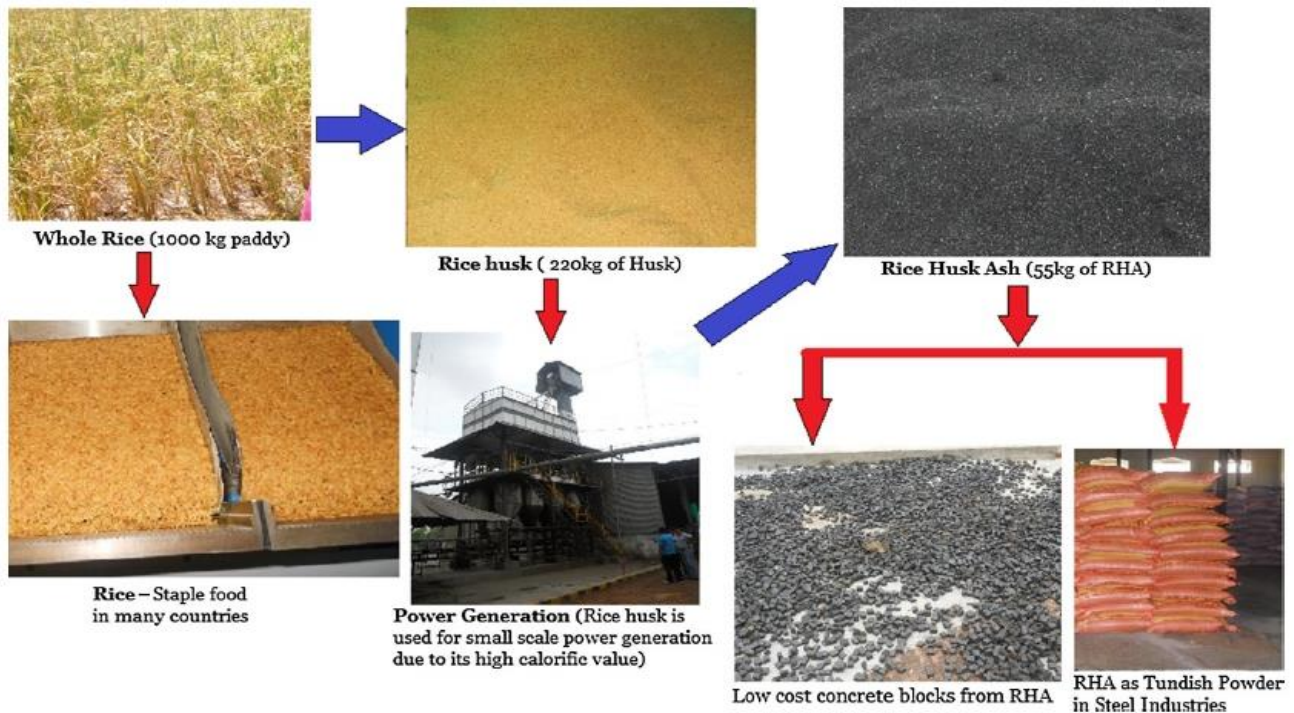 Whole Rice (1000 kg paddy)
Rice husk ( 220kg of Husk)
Rice Husk Ash (55kg of RHA)
Rice – Staple food
in many countries
Power Generation (Rice husk is
used for small scale power generation
due to its high calorific value)
Low cost concrete blocks from RHA
RHA as Tundish Powder
in Steel Industries